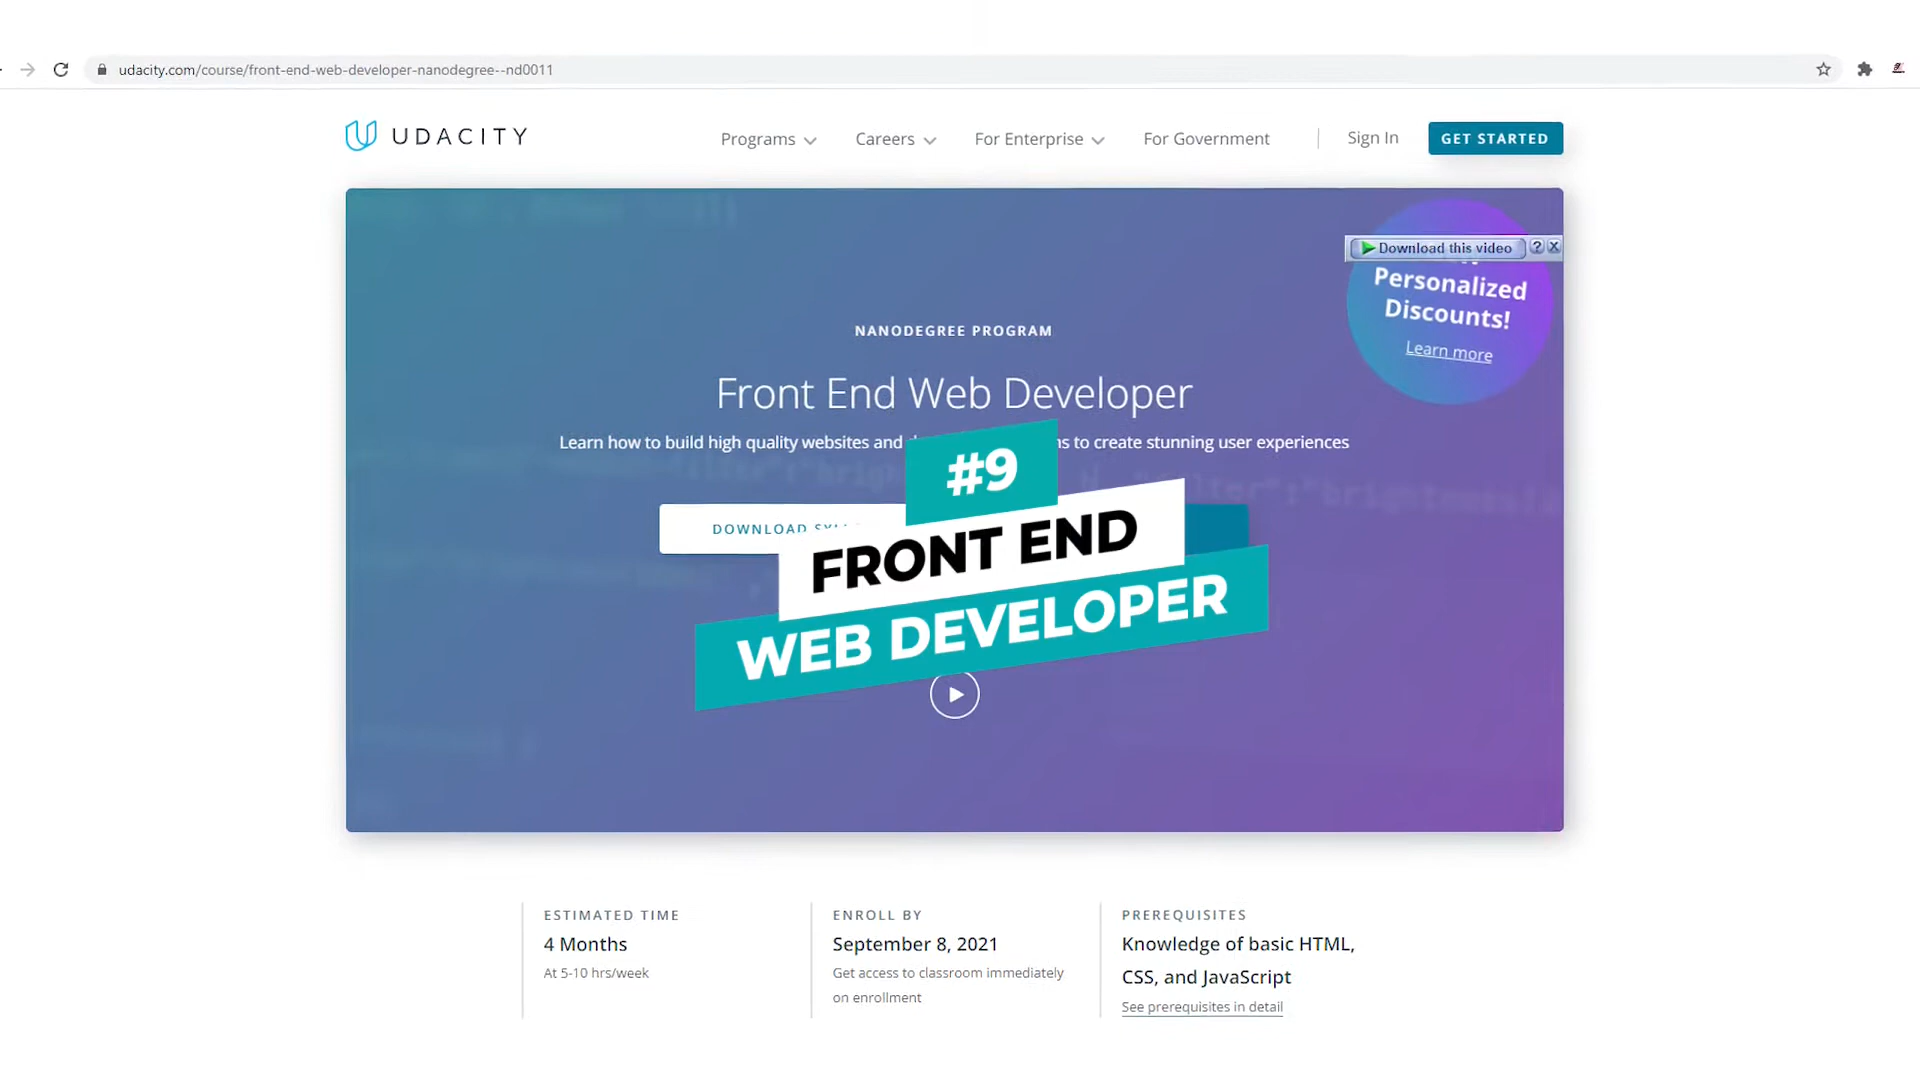 udacity.com/course/front-end-web-developer-nanodegree--nd0011
UDACITY
Programs
Careers
For Enterprise
For Government
Sign In
GET STARTED
Download this video
Personalized
Discounts!
Learn more
NANODEGREE PROGRAM
Front End Web Developer
Learn how to build high quality websites and to create stunning user experiences
#9
DOWNLOAD
FRONT END
WEB DEVELOPER
ESTIMATED TIME
4 Months
At 5-10 hrs/week
ENROLL BY
September 8, 2021
Get access to classroom immediately
on enrollment
PREREQUISITES
Knowledge of basic HTML,
CSS, and JavaScript
See prerequisites in detail